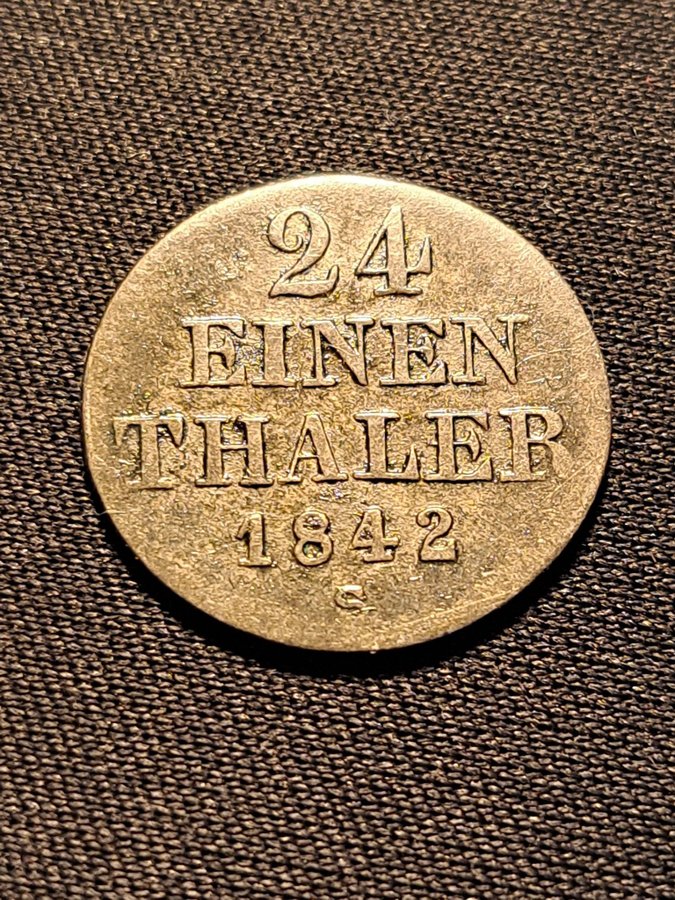 24
EINEN
THALER
1842
S